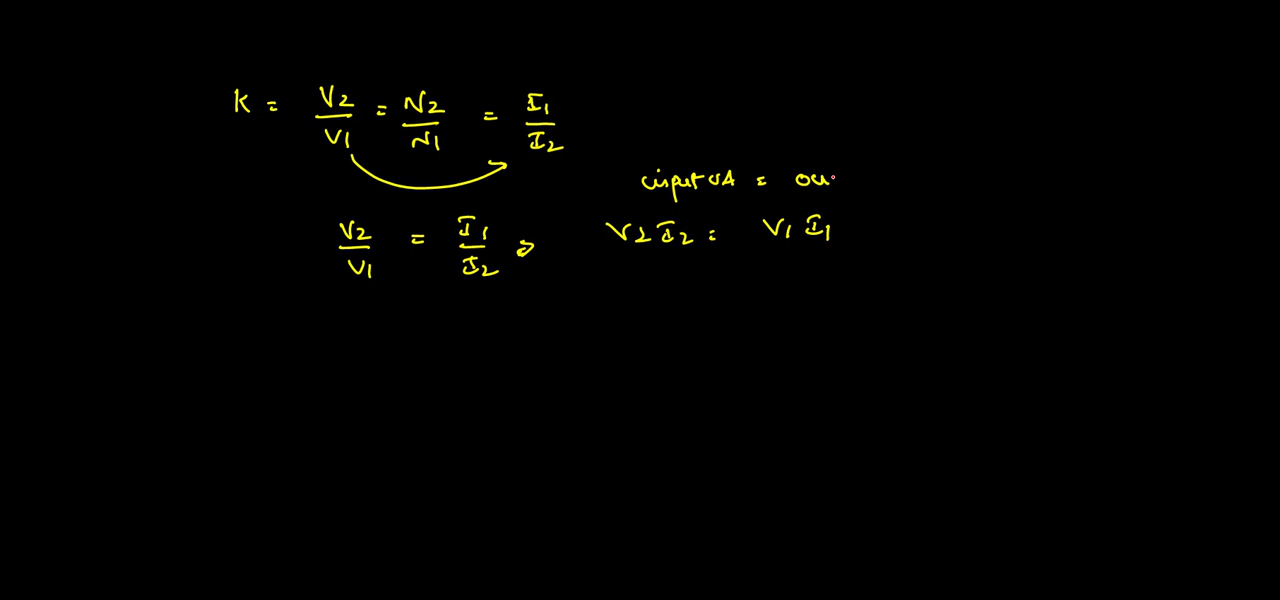 K = V2/V1 = N2/N1 = I1/I2
input VA = ou
V2/V1 = I1/I2 ⇒ V2 I2 = V1 I1